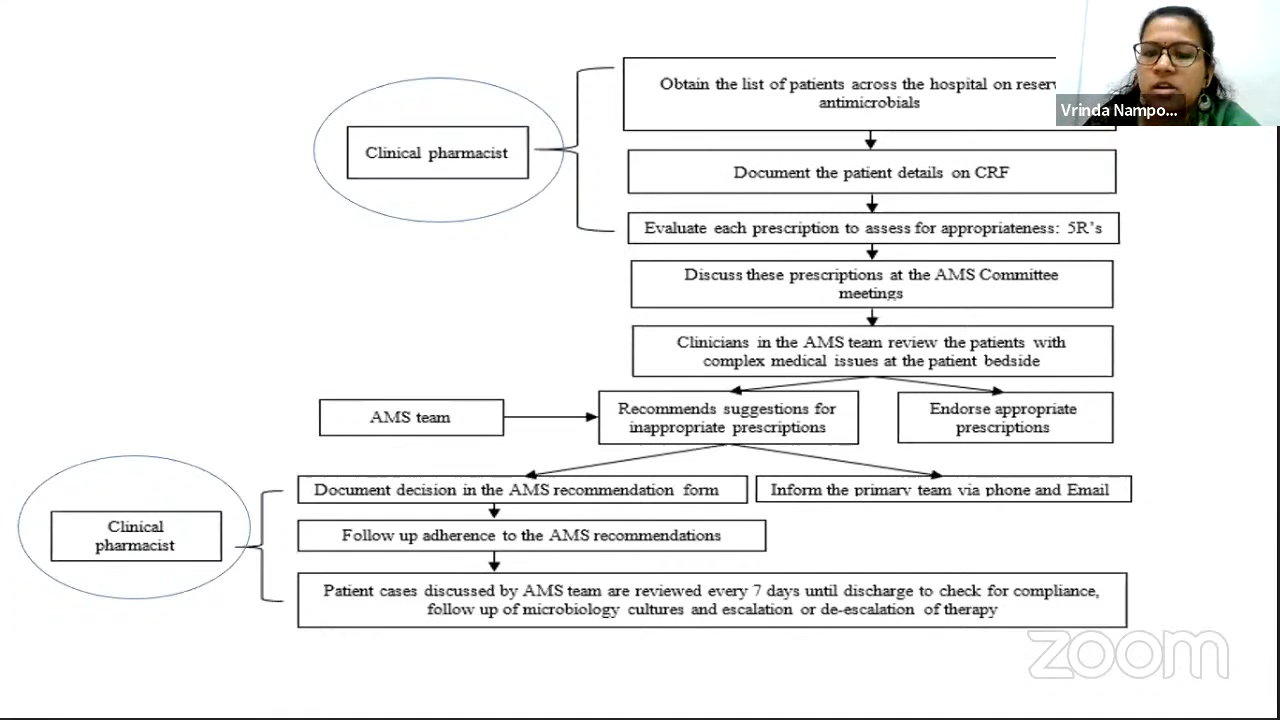 Obtain the list of patients across the hospital on
antimicrobials
Vrinda Nampo...
Clinical pharmacist
Document the patient details on CRF
Evaluate each prescription to assess for appropriateness: 5R's
Discuss these prescriptions at the AMS Committee
meetings
Clinicians in the AMS team review the patients with
complex medical issues at the patient bedside
AMS team
Recommends suggestions for
inappropriate prescriptions
Endorse appropriate
prescriptions
Document decision in the AMS recommendation form
Inform the primary team via phone and Email
Clinical
pharmacist
Follow up adherence to the AMS recommendations
Patient cases discussed by AMS team are reviewed every 7 days until discharge to check for compliance,
follow up of microbiology cultures and escalation or de-escalation of therapy
zoom